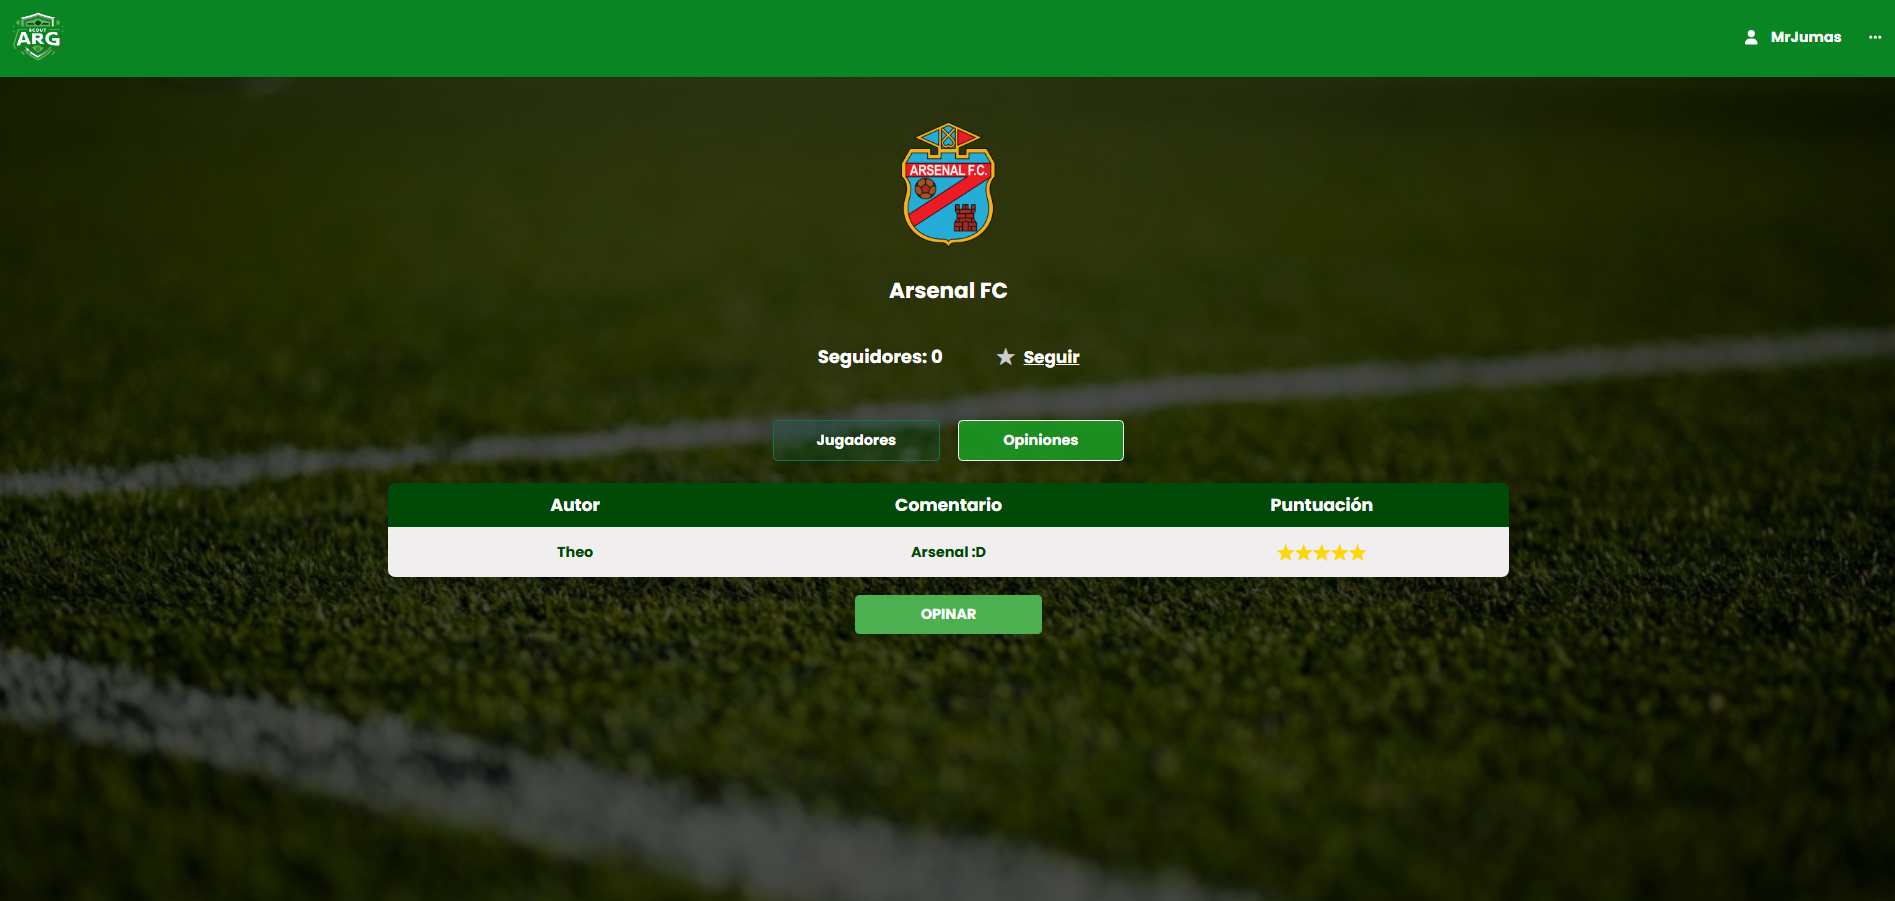 SCOUT
ARG
MrJumas
ARSENAL F.C.
Arsenal FC
Seguidores: 0
Seguir
Jugadores
Opiniones
Autor
Comentario
Puntuación
Theo
Arsenal :D
OPINAR